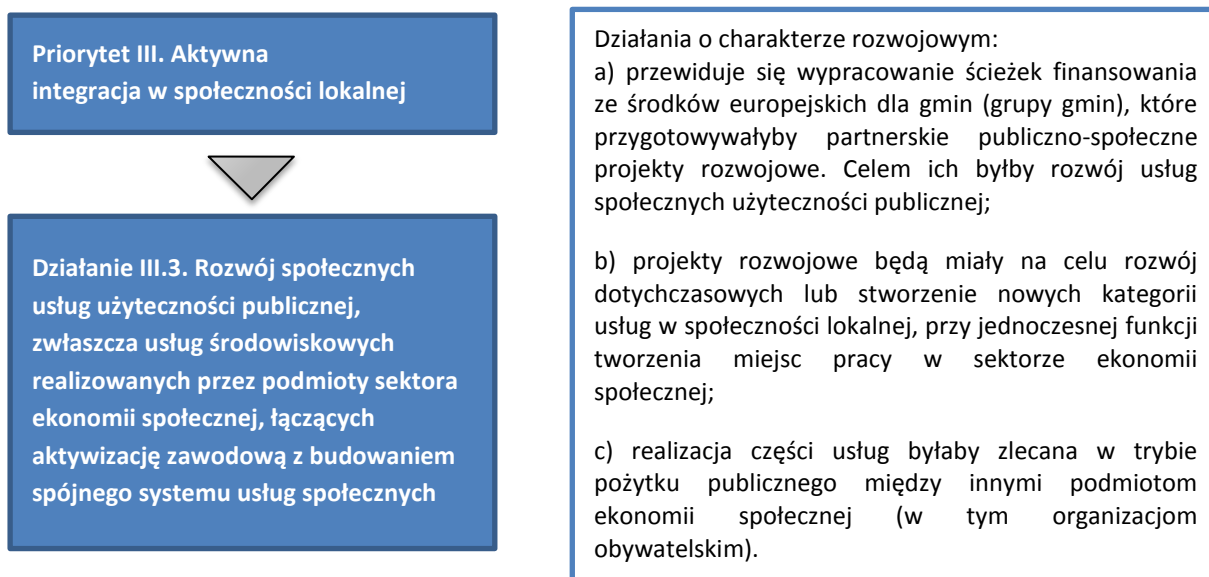 Priorytet III. Aktywna
integracja w społeczności lokalnej
Działanie III.3. Rozwój społecznych
usług użyteczności publicznej,
zwłaszcza usług środowiskowych
realizowanych przez podmioty sektora
ekonomii społecznej, łączących
aktywizację zawodową z budowaniem
spójnego systemu usług społecznych
Działania o charakterze rozwojowym:
a) przewiduje się wypracowanie ścieżek finansowania
ze środków europejskich dla gmin (grupy gmin), które
przygotowywałyby partnerskie publiczno-społeczne
projekty rozwojowe. Celem ich byłby rozwój usług
społecznych użyteczności publicznej;
b) projekty rozwojowe będą miały na celu rozwój
dotychczasowych lub stworzenie nowych kategorii
usług w społeczności lokalnej, przy jednoczesnej funkcji
tworzenia miejsc pracy w sektorze ekonomii
społecznej;
c) realizacja części usług byłaby zlecana w trybie
pożytku publicznego między innymi podmiotom
ekonomii społecznej (w tym organizacjom
obywatelskim).